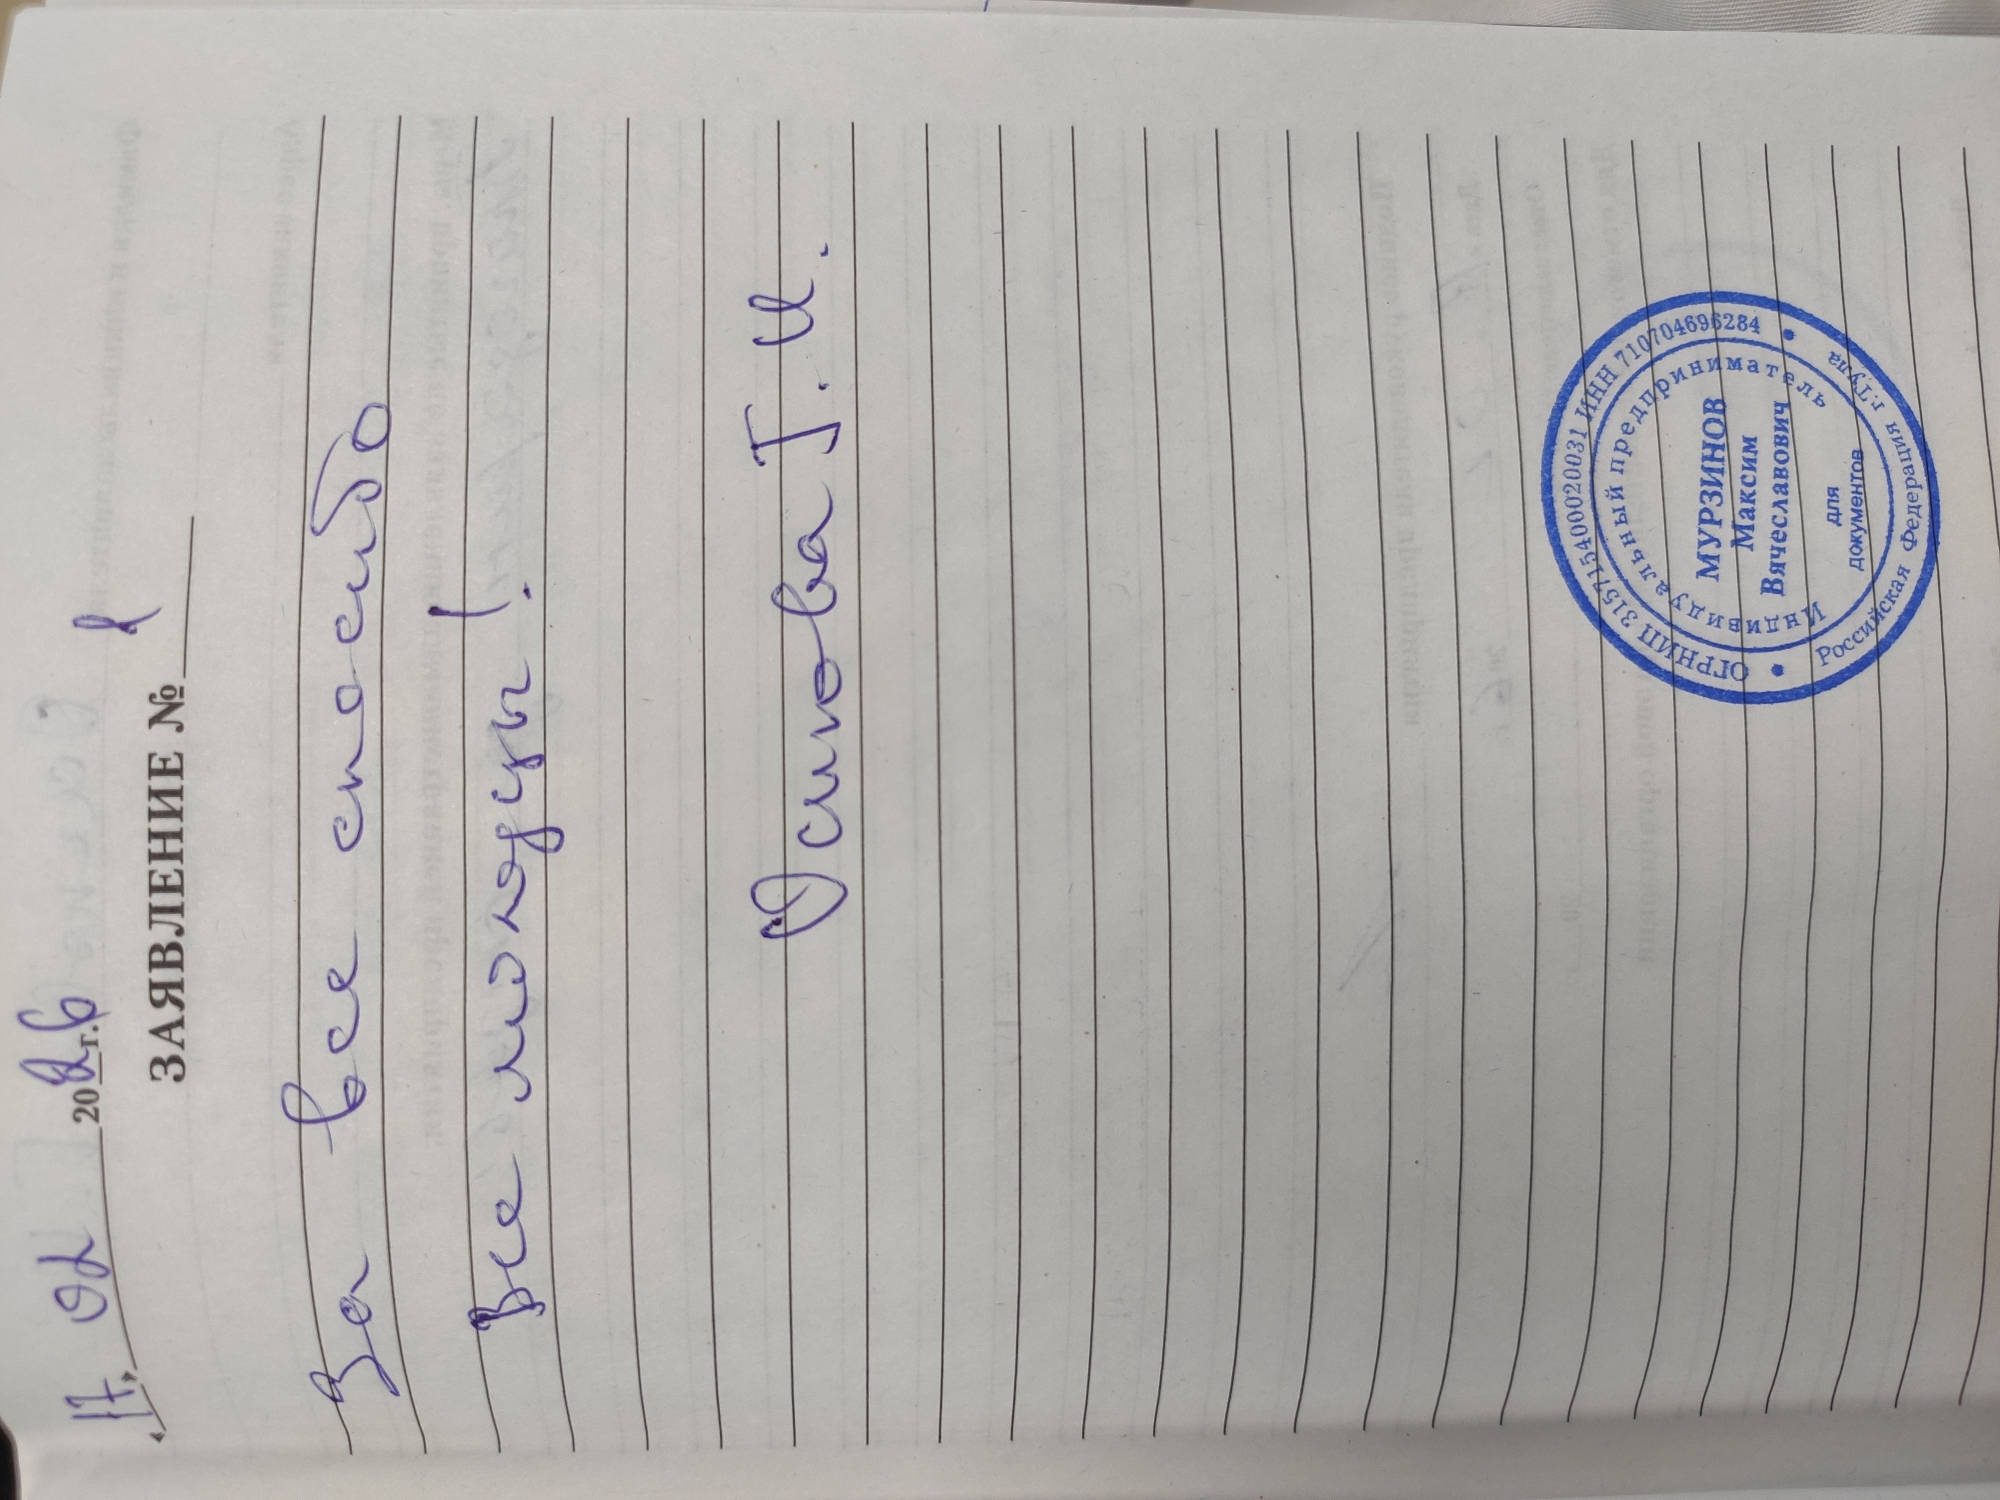 «17» 02 2026 г.
ЗАЯВЛЕНИЕ №
За все спасибо
Все молодцы!
Осипова Г. И.
ОГРНИП 315715400020031 ИНН 710704696284
Российская Федерация г.Тула
Индивидуальный предприниматель
МУРЗИНОВ
Максим
Вячеславович
для
документов